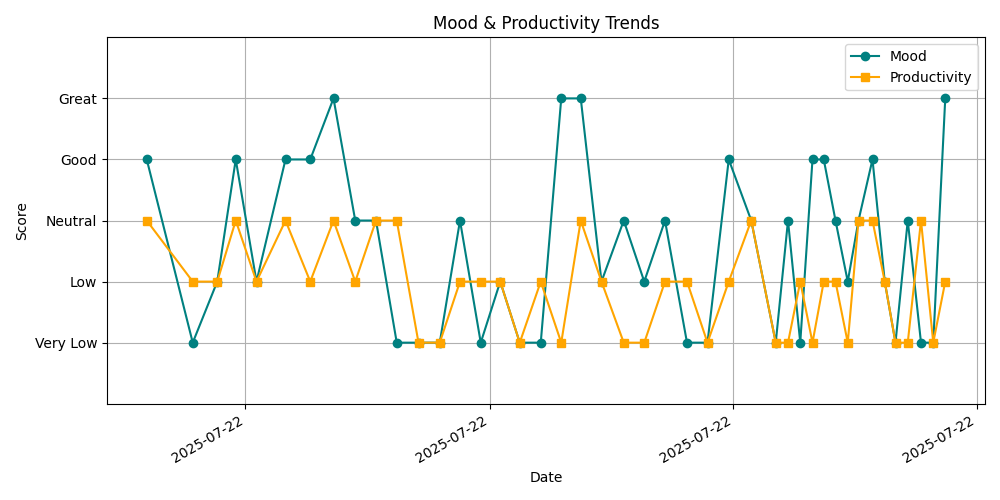 Mood & Productivity Trends
Mood
Productivity
Great
Good
Neutral
Low
Very Low
Score
2025-07-22
2025-07-22
2025-07-22
2025-07-22
Date